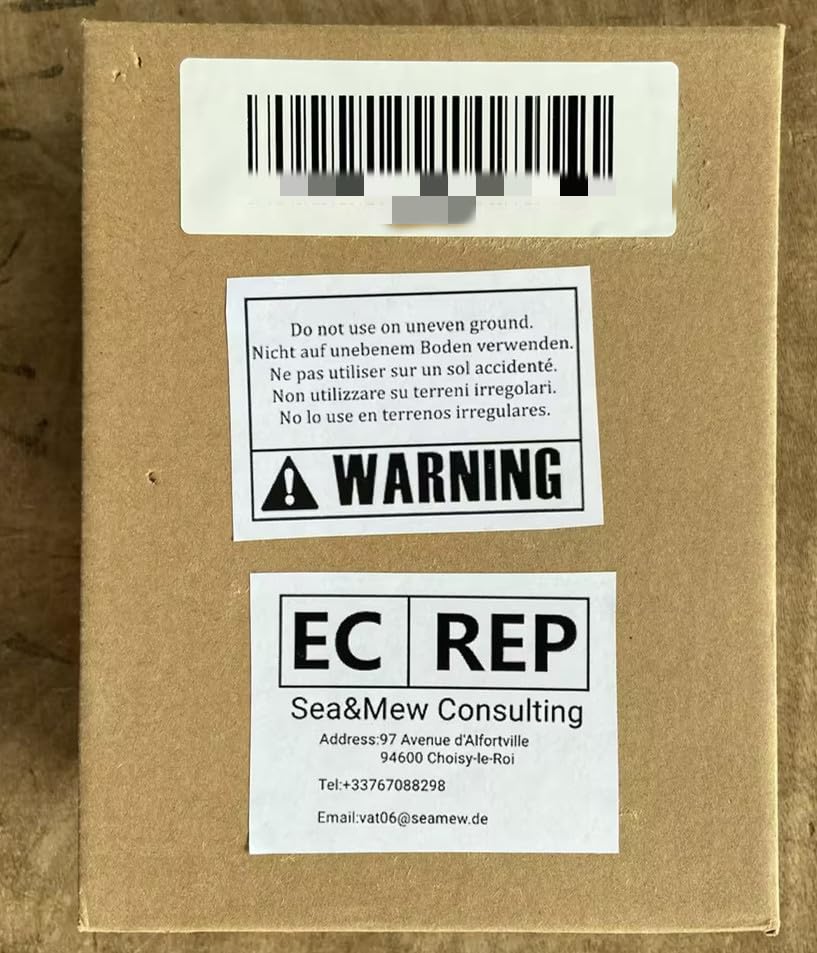 Do not use on uneven ground.
Nicht auf unebenem Boden verwenden.
Ne pas utiliser sur un sol accidenté.
Non utilizzare su terreni irregolari.
No lo use en terrenos irregulares.
WARNING
EC REP
Sea&Mew Consulting
Address:97 Avenue d'Alfortville
94600 Choisy-le-Roi
Tel:+33767088298
Email:vat06@seamew.de